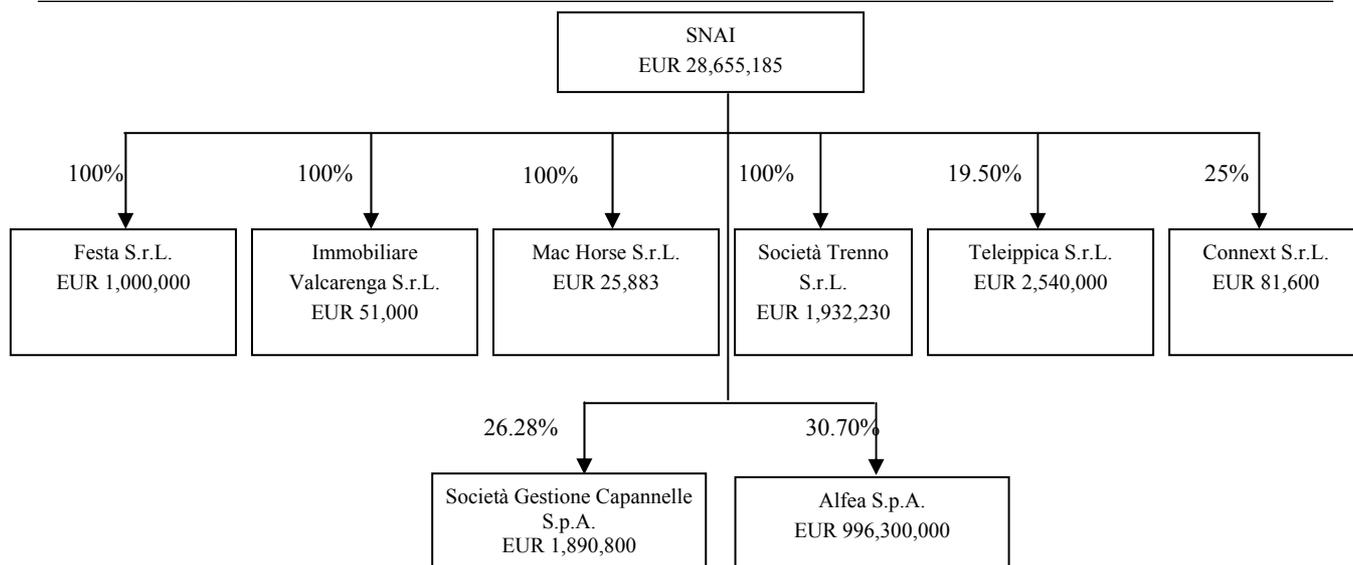 SNAI
EUR 28,655,185
100%
100%
100%
100%
19.50%
25%
Festa S.r.L.
EUR 1,000,000
Immobiliare
Valcarenga S.r.L.
EUR 51,000
Mac Horse S.r.L.
EUR 25,883
Società Trenno
S.r.L.
EUR 1,932,230
Teleippica S.r.L.
EUR 2,540,000
Connext S.r.L.
EUR 81,600
26.28%
30.70%
Società Gestione Capannelle
S.p.A.
EUR 1,890,800
Alfea S.p.A.
EUR 996,300,000